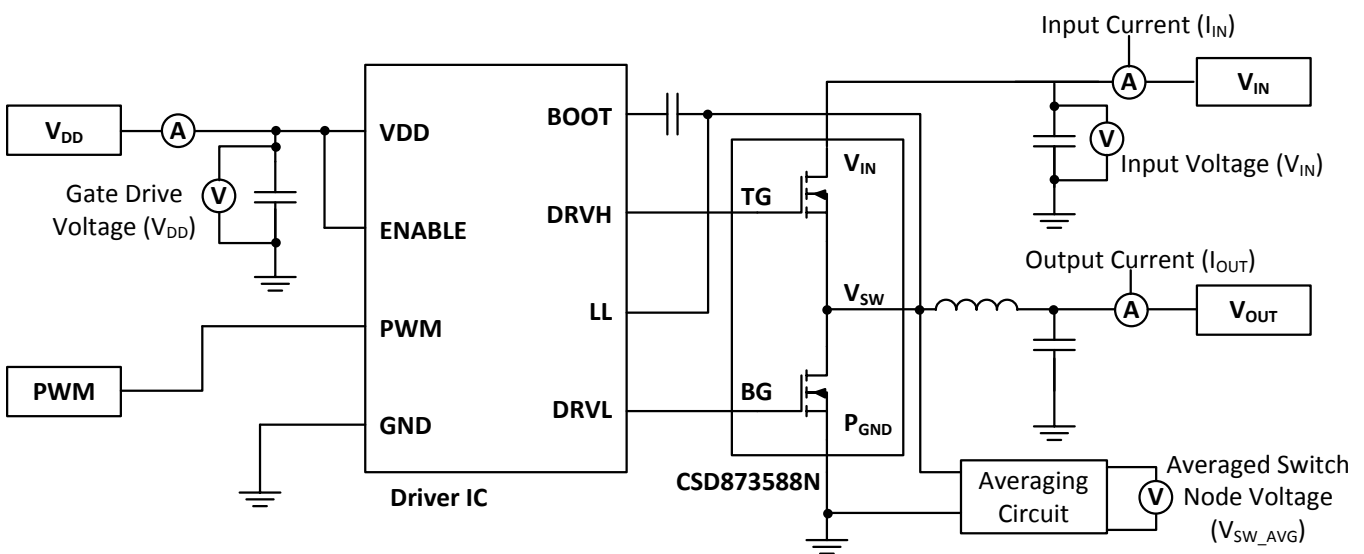 Input Current (IIN)
A
VIN
VDD
A
VDD
BOOT
V
Input Voltage (VIN)
VIN
Gate Drive
Voltage (VDD)
V
ENABLE
DRVH
TG
Output Current (IOUT)
VSW
A
VOUT
LL
PWM
PWM
DRVL
BG
PGND
GND
CSD873588N
Driver IC
Averaging
Circuit
V
Averaged Switch
Node Voltage
(VSW_AVG)